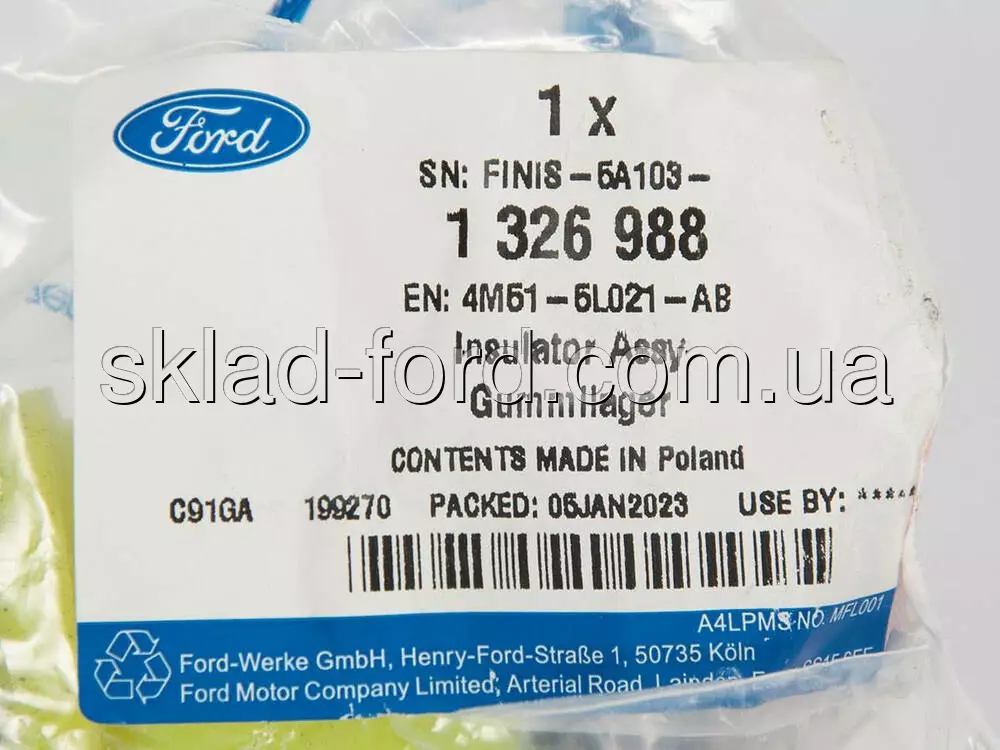 Ford
1 x
SN: FINIS-5A103-
1 326 988
EN: 4M51-5L021-AB
Insulator Assy
Gummilager
sklad-ford.com.ua
CONTENTS MADE IN Poland
C91GA 199270 PACKED: 05JAN2023 USE BY: ****
A4LPMS NO. MFL001
Ford-Werke GmbH, Henry-Ford-Straße 1, 50735 Köln
Ford Motor Company Limited, Arterial Road,